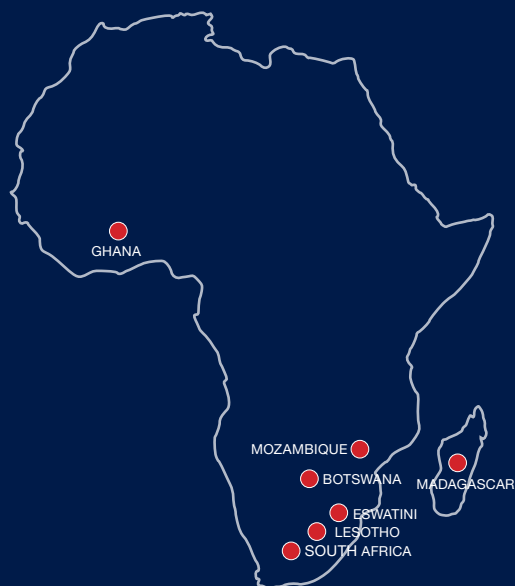 GHANA
MOZAMBIQUE
BOTSWANA
MADAGASCAR
ESWATINI
LESOTHO
SOUTH AFRICA